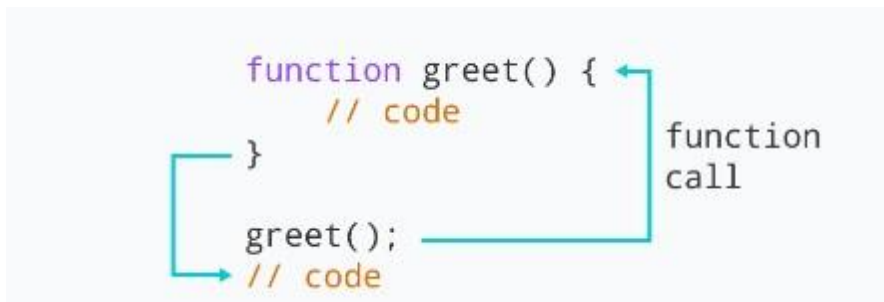 function greet() {
// code
}
function
call
greet();
// code